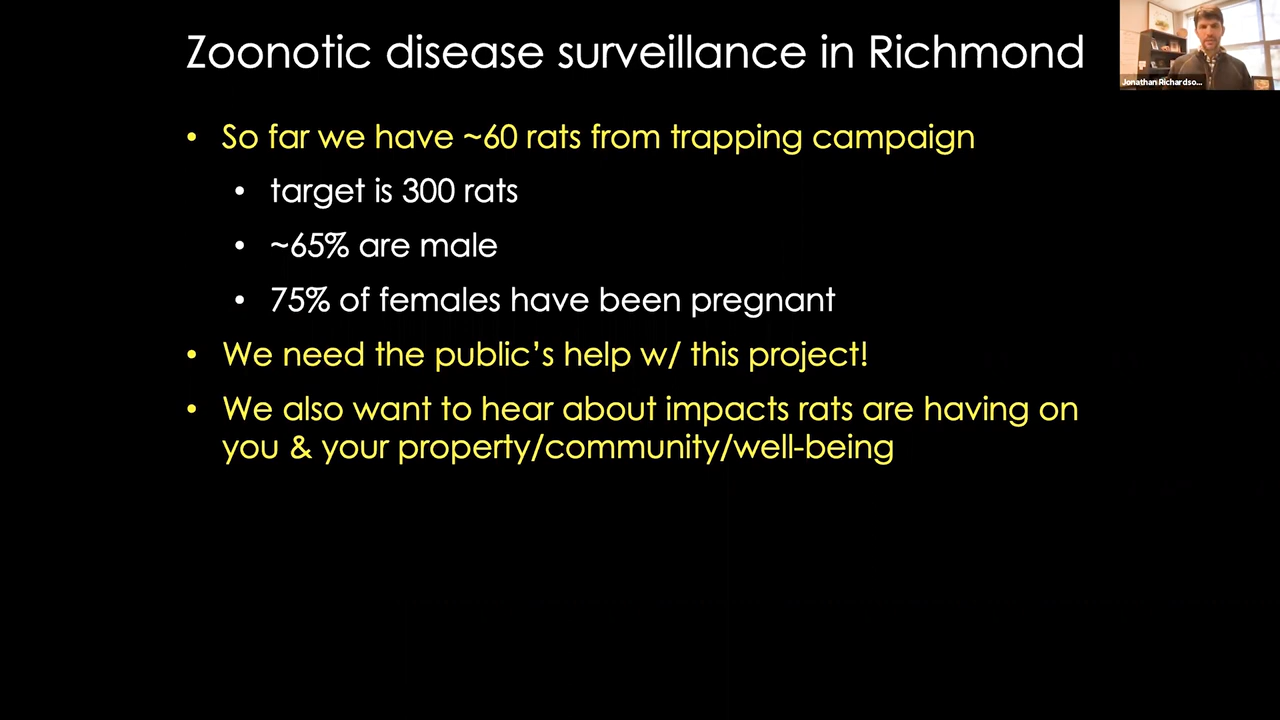 Zoonotic disease surveillance in Richmond
Jonathan Richardso...
• So far we have ~60 rats from trapping campaign
• target is 300 rats
• ~65% are male
• 75% of females have been pregnant
• We need the public's help w/ this project!
• We also want to hear about impacts rats are having on
you & your property/community/well-being